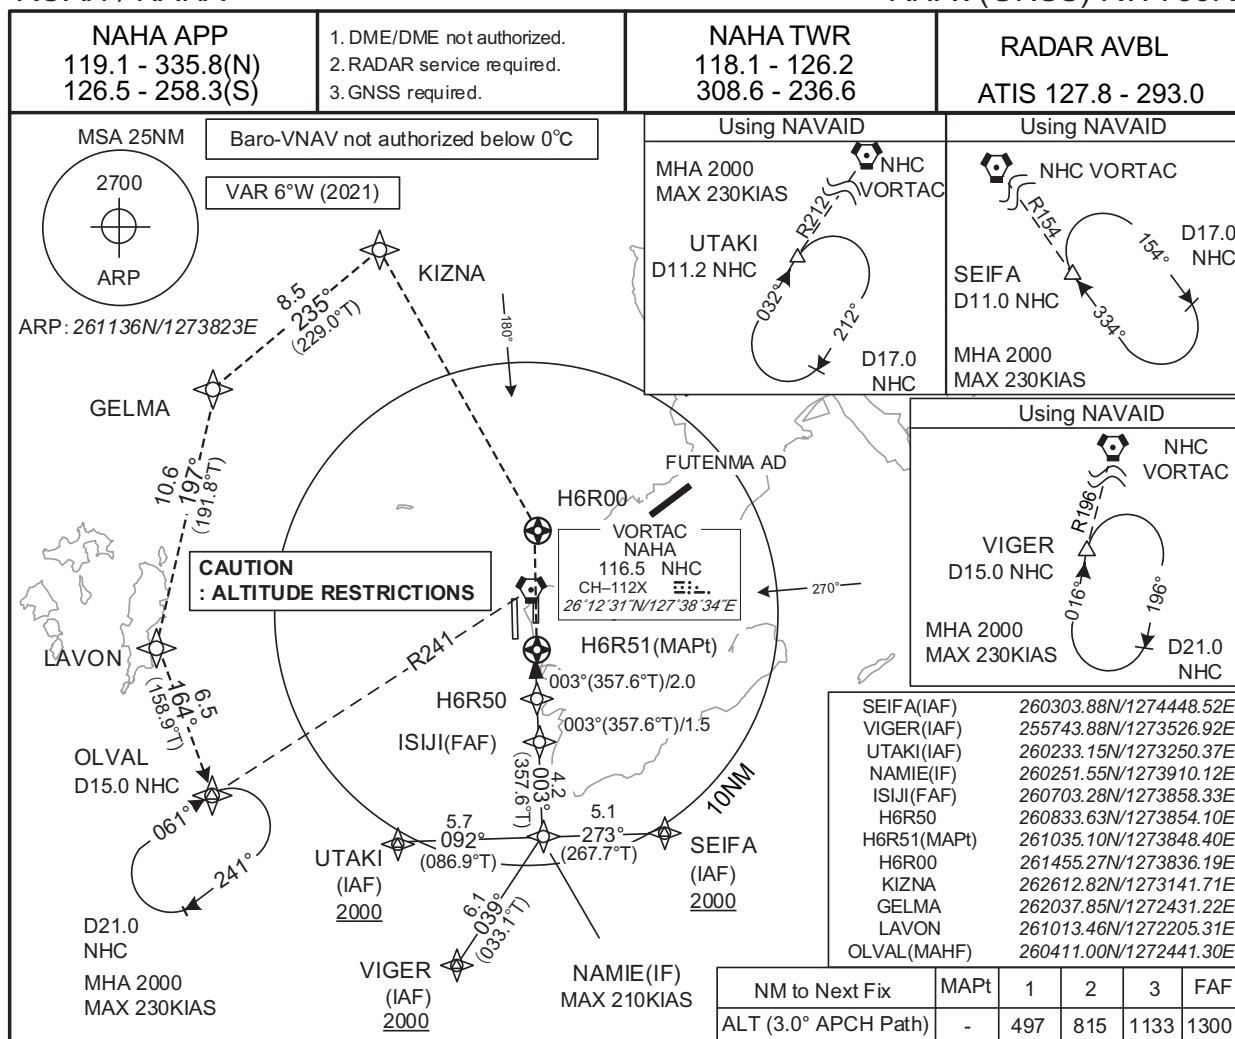 NAHA APP
119.1 - 335.8(N)
126.5 - 258.3(S)
1. DME/DME not authorized.
2. RADAR service required.
3. GNSS required.
NAHA TWR
118.1 - 126.2
308.6 - 236.6
RADAR AVBL
ATIS 127.8 - 293.0
MSA 25NM
2700
ARP
ARP: 261136N/1273823E
Baro-VNAV not authorized below 0°C
VAR 6°W (2021)
Using NAVAID
MHA 2000
MAX 230KIAS
NHC
VORTAC
R212
UTAKI
D11.2 NHC
032°
212°
D17.0
NHC
Using NAVAID
NHC VORTAC
R154
154°
D17.0
NHC
SEIFA
D11.0 NHC
334°
MHA 2000
MAX 230KIAS
Using NAVAID
NHC
VORTAC
R196
VIGER
D15.0 NHC
016°
196°
MHA 2000
MAX 230KIAS
D21.0
NHC
KIZNA
8.5
235°
(229.0°T)
180°
GELMA
10.6
197°
(191.8°T)
FUTENMA AD
H6R00
VORTAC
NAHA
116.5 NHC
CH–112X
26°12´31˝N/127°38´34˝E
270°
CAUTION
: ALTITUDE RESTRICTIONS
LAVON
R241
H6R51(MAPt)
003°(357.6°T)/2.0
H6R50
003°(357.6°T)/1.5
ISIJI(FAF)
6.5
164°
(158.9°T)
OLVAL
D15.0 NHC
4.2
003°
(357.6°T)
10NM
061°
241°
5.7
092°
(086.9°T)
5.1
273°
(267.7°T)
UTAKI
(IAF)
2000
SEIFA
(IAF)
2000
6.1
039°
(033.1°T)
D21.0
NHC
MHA 2000
MAX 230KIAS
VIGER
(IAF)
2000
NAMIE(IF)
MAX 210KIAS
SEIFA(IAF) 260303.88N/1274448.52E
VIGER(IAF) 255743.88N/1273526.92E
UTAKI(IAF) 260233.15N/1273250.37E
NAMIE(IF) 260251.55N/1273910.12E
ISIJI(FAF) 260703.28N/1273858.33E
H6R50 260833.63N/1273854.10E
H6R51(MAPt) 261035.10N/1273848.40E
H6R00 261455.27N/1273836.19E
KIZNA 262612.82N/1273141.71E
GELMA 262037.85N/1272431.22E
LAVON 261013.46N/1272205.31E
OLVAL(MAHF) 260411.00N/1272441.30E
NM to Next Fix MAPt 1 2 3 FAF
ALT (3.0° APCH Path) - 497 815 1133 1300